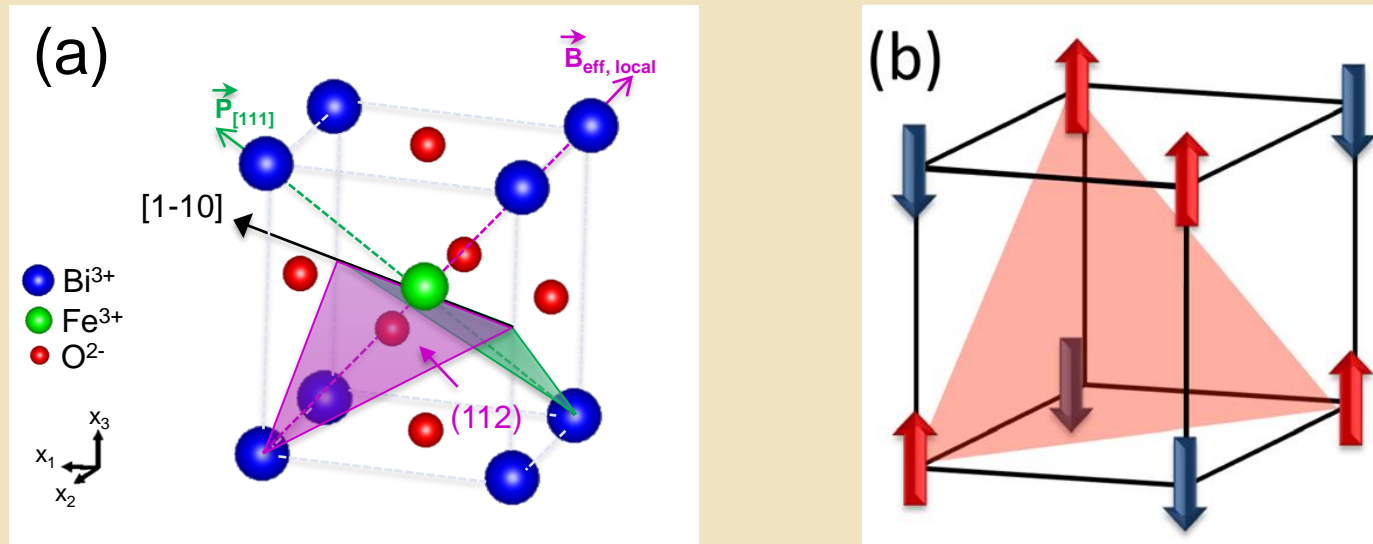 (a)
B⃗eff, local
P⃗[111]
[1-10]
Bi³⁺
Fe³⁺
O²⁻
(112)
x₃
x₁
x₂
(b)